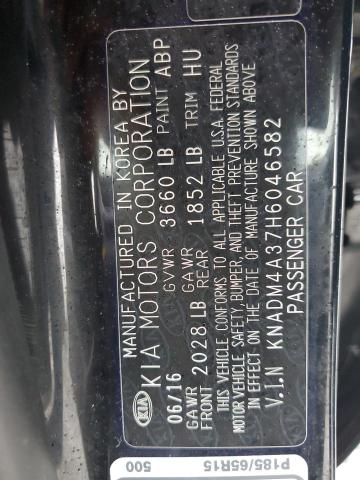 MANUFACTURED IN KOREA BY
KIA KIA MOTORS CORPORATION
06/16 GVWR 3660 LB PAINT ABP
GAWR FRONT 2028 LB GAWR REAR 1852 LB TRIM HU
THIS VEHICLE CONFORMS TO ALL APPLICABLE U.S.A. FEDERAL
MOTOR VEHICLE SAFETY, BUMPER, AND THEFT PREVENTION STANDARDS
IN EFFECT ON THE DATE OF MANUFACTURE SHOWN ABOVE
V.I.N KNADM4A37H6046582
PASSENGER CAR
P185/65R15
500